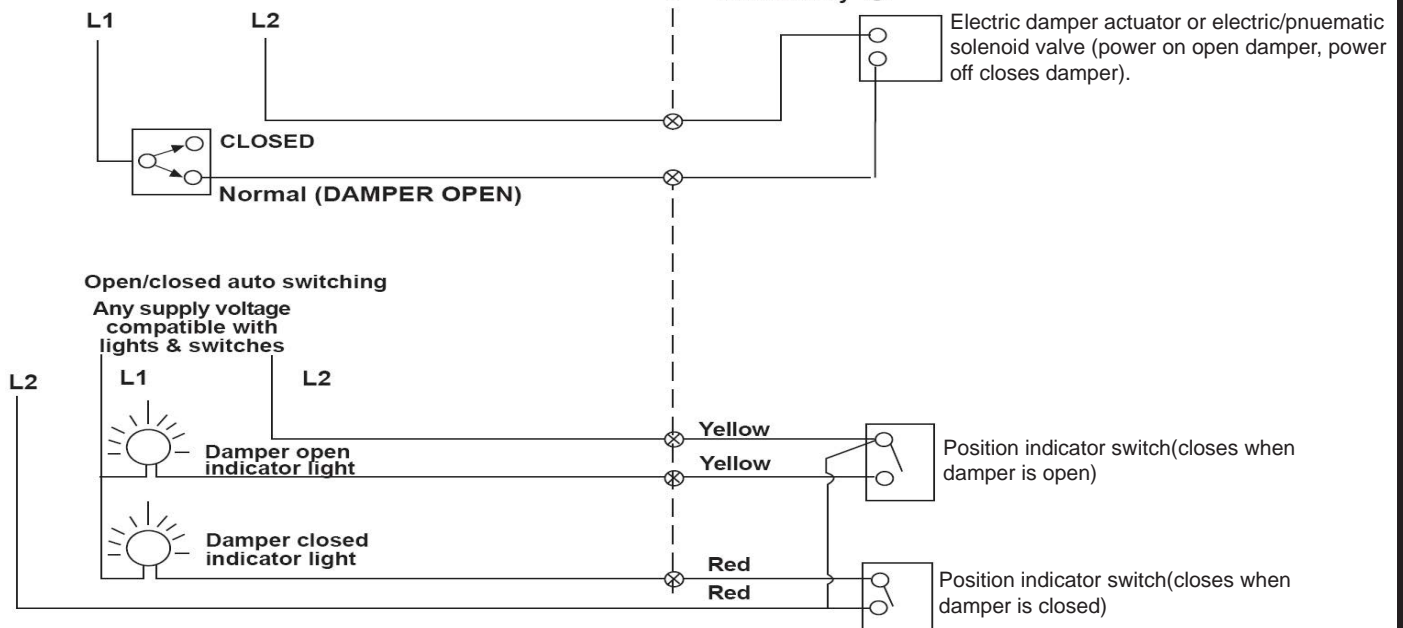 L1
L2
Electric damper actuator or electric/pnuematic
solenoid valve (power on open damper, power
off closes damper).
CLOSED
Normal (DAMPER OPEN)
Open/closed auto switching
Any supply voltage
compatible with
lights & switches
L2
L1
L2
Yellow
Damper open
indicator light
Yellow
Position indicator switch(closes when
damper is open)
Damper closed
indicator light
Red
Red
Position indicator switch(closes when
damper is closed)